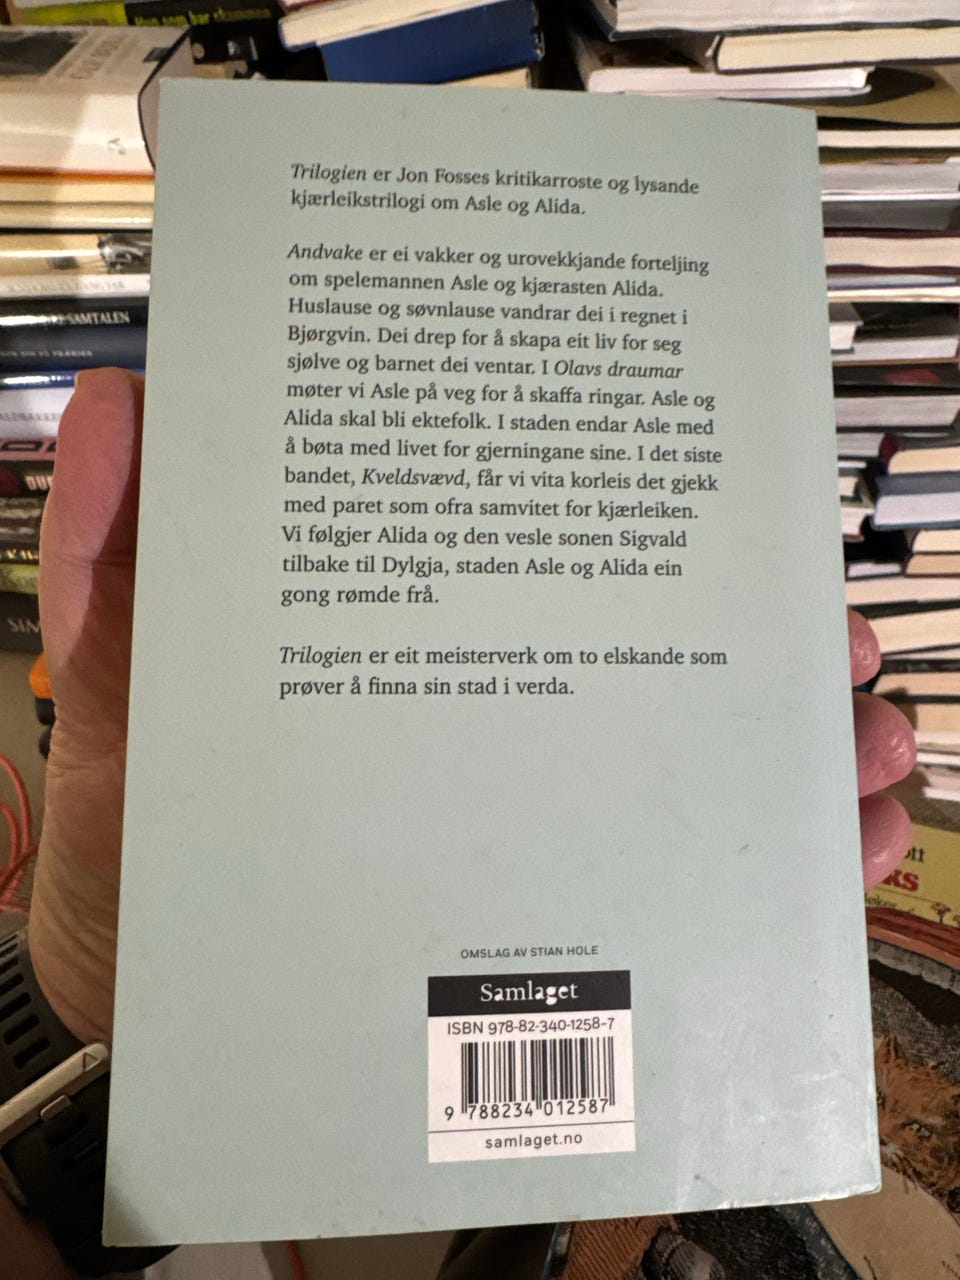 Hun som bar skammen
Trilogien er Jon Fosses kritikarroste og lysande
kjærleikstrilogi om Asle og Alida.
Andvake er ei vakker og urovekkjande forteljing
om spelemannen Asle og kjærasten Alida.
Huslause og søvnlause vandrar dei i regnet i
Bjørgvin. Dei drep for å skapa eit liv for seg
sjølve og barnet dei ventar. I Olavs draumar
møter vi Asle på veg for å skaffa ringar. Asle og
Alida skal bli ektefolk. I staden endar Asle med
å bøta med livet for gjerningane sine. I det siste
bandet, Kveldsvævd, får vi vita korleis det gjekk
med paret som ofra samvitet for kjærleiken.
Vi følgjer Alida og den vesle sonen Sigvald
tilbake til Dylgja, staden Asle og Alida ein
gong rømde frå.
Trilogien er eit meisterverk om to elskande som
prøver å finna sin stad i verda.
OMSLAG AV STIAN HOLE
Samlaget
ISBN 978-82-340-1258-7
9 788234 012587
samlaget.no